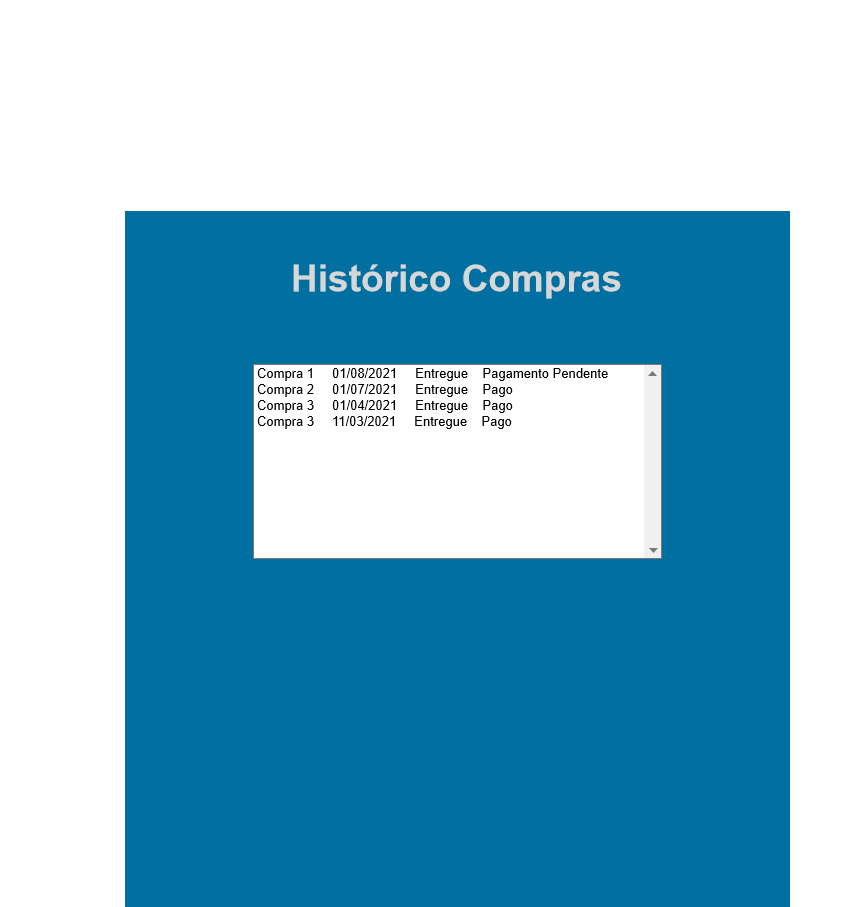 Histórico Compras
Compra 1 01/08/2021 Entregue Pagamento Pendente
Compra 2 01/07/2021 Entregue Pago
Compra 3 01/04/2021 Entregue Pago
Compra 3 11/03/2021 Entregue Pago